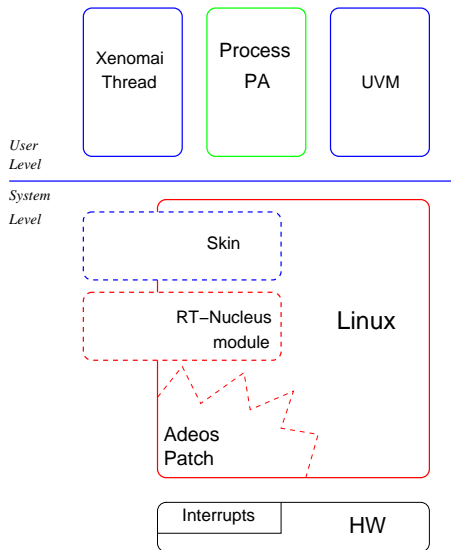 Xenomai
Thread
Process
PA
UVM
User
Level
System
Level
Skin
RT−Nucleus
module
Linux
Adeos
Patch
Interrupts
HW